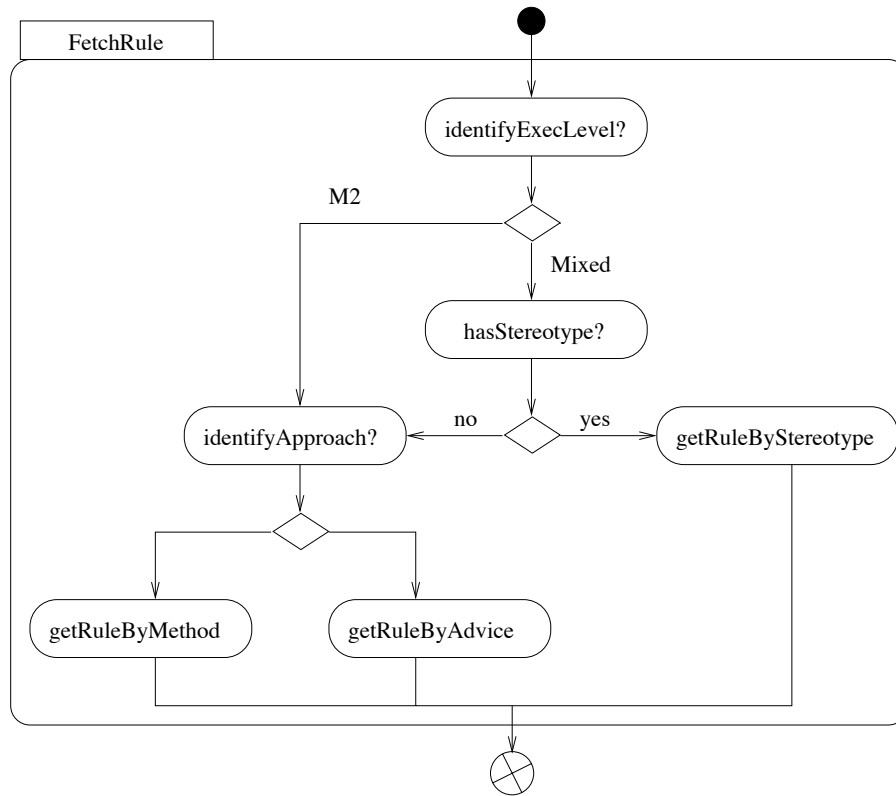 FetchRule
identifyExecLevel?
M2
Mixed
hasStereotype?
no
yes
identifyApproach?
getRuleByStereotype
getRuleByMethod
getRuleByAdvice